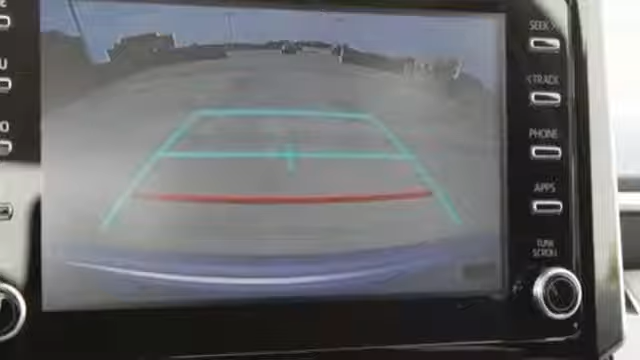 E
U
O
SEEK >
< TRACK
PHONE
APPS
TUNE
SCROLL